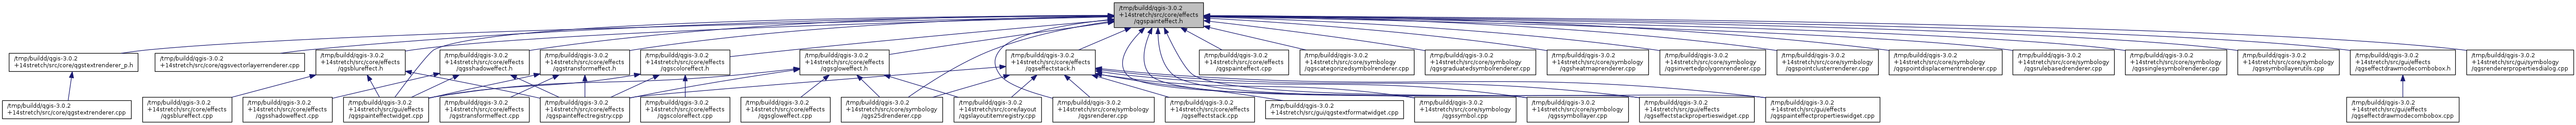 /tmp/buildd/qgis-3.0.2
+14stretch/src/core/effects
/qgspainteffect.h
/tmp/buildd/qgis-3.0.2
+14stretch/src/core/qgstextrenderer_p.h
/tmp/buildd/qgis-3.0.2
+14stretch/src/core/qgsvectorlayerrenderer.cpp
/tmp/buildd/qgis-3.0.2
+14stretch/src/core/effects
/qgsblureffect.h
/tmp/buildd/qgis-3.0.2
+14stretch/src/core/effects
/qgsshadoweffect.h
/tmp/buildd/qgis-3.0.2
+14stretch/src/core/effects
/qgstransformeffect.h
/tmp/buildd/qgis-3.0.2
+14stretch/src/core/effects
/qgscoloreffect.h
/tmp/buildd/qgis-3.0.2
+14stretch/src/core/effects
/qgsgloweffect.h
/tmp/buildd/qgis-3.0.2
+14stretch/src/core/effects
/qgseffectstack.h
/tmp/buildd/qgis-3.0.2
+14stretch/src/core/effects
/qgspainteffect.cpp
/tmp/buildd/qgis-3.0.2
+14stretch/src/core/symbology
/qgscategorizedsymbolrenderer.cpp
/tmp/buildd/qgis-3.0.2
+14stretch/src/core/symbology
/qgsgraduatedsymbolrenderer.cpp
/tmp/buildd/qgis-3.0.2
+14stretch/src/core/symbology
/qgsheatmaprenderer.cpp
/tmp/buildd/qgis-3.0.2
+14stretch/src/core/symbology
/qgsinvertedpolygonrenderer.cpp
/tmp/buildd/qgis-3.0.2
+14stretch/src/core/symbology
/qgspointclusterrenderer.cpp
/tmp/buildd/qgis-3.0.2
+14stretch/src/core/symbology
/qgspointdisplacementrenderer.cpp
/tmp/buildd/qgis-3.0.2
+14stretch/src/core/symbology
/qgsrulebasedrenderer.cpp
/tmp/buildd/qgis-3.0.2
+14stretch/src/core/symbology
/qgssinglesymbolrenderer.cpp
/tmp/buildd/qgis-3.0.2
+14stretch/src/core/symbology
/qgssymbollayerutils.cpp
/tmp/buildd/qgis-3.0.2
+14stretch/src/gui/effects
/qgseffectdrawmodecombobox.h
/tmp/buildd/qgis-3.0.2
+14stretch/src/gui/symbology
/qgsrendererpropertiesdialog.cpp
/tmp/buildd/qgis-3.0.2
+14stretch/src/core/qgstextrenderer.cpp
/tmp/buildd/qgis-3.0.2
+14stretch/src/core/effects
/qgsblureffect.cpp
/tmp/buildd/qgis-3.0.2
+14stretch/src/core/effects
/qgsshadoweffect.cpp
/tmp/buildd/qgis-3.0.2
+14stretch/src/gui/effects
/qgspainteffectwidget.cpp
/tmp/buildd/qgis-3.0.2
+14stretch/src/core/effects
/qgstransformeffect.cpp
/tmp/buildd/qgis-3.0.2
+14stretch/src/core/effects
/qgspainteffectregistry.cpp
/tmp/buildd/qgis-3.0.2
+14stretch/src/core/effects
/qgscoloreffect.cpp
/tmp/buildd/qgis-3.0.2
+14stretch/src/core/effects
/qgsgloweffect.cpp
/tmp/buildd/qgis-3.0.2
+14stretch/src/core/symbology
/qgs25drenderer.cpp
/tmp/buildd/qgis-3.0.2
+14stretch/src/core/layout
/qgslayoutitemregistry.cpp
/tmp/buildd/qgis-3.0.2
+14stretch/src/core/symbology
/qgsrenderer.cpp
/tmp/buildd/qgis-3.0.2
+14stretch/src/core/effects
/qgseffectstack.cpp
/tmp/buildd/qgis-3.0.2
+14stretch/src/gui/qgstextformatwidget.cpp
/tmp/buildd/qgis-3.0.2
+14stretch/src/core/symbology
/qgssymbol.cpp
/tmp/buildd/qgis-3.0.2
+14stretch/src/core/symbology
/qgssymbollayer.cpp
/tmp/buildd/qgis-3.0.2
+14stretch/src/gui/effects
/qgseffectstackpropertieswidget.cpp
/tmp/buildd/qgis-3.0.2
+14stretch/src/gui/effects
/qgspainteffectpropertieswidget.cpp
/tmp/buildd/qgis-3.0.2
+14stretch/src/gui/effects
/qgseffectdrawmodecombobox.cpp